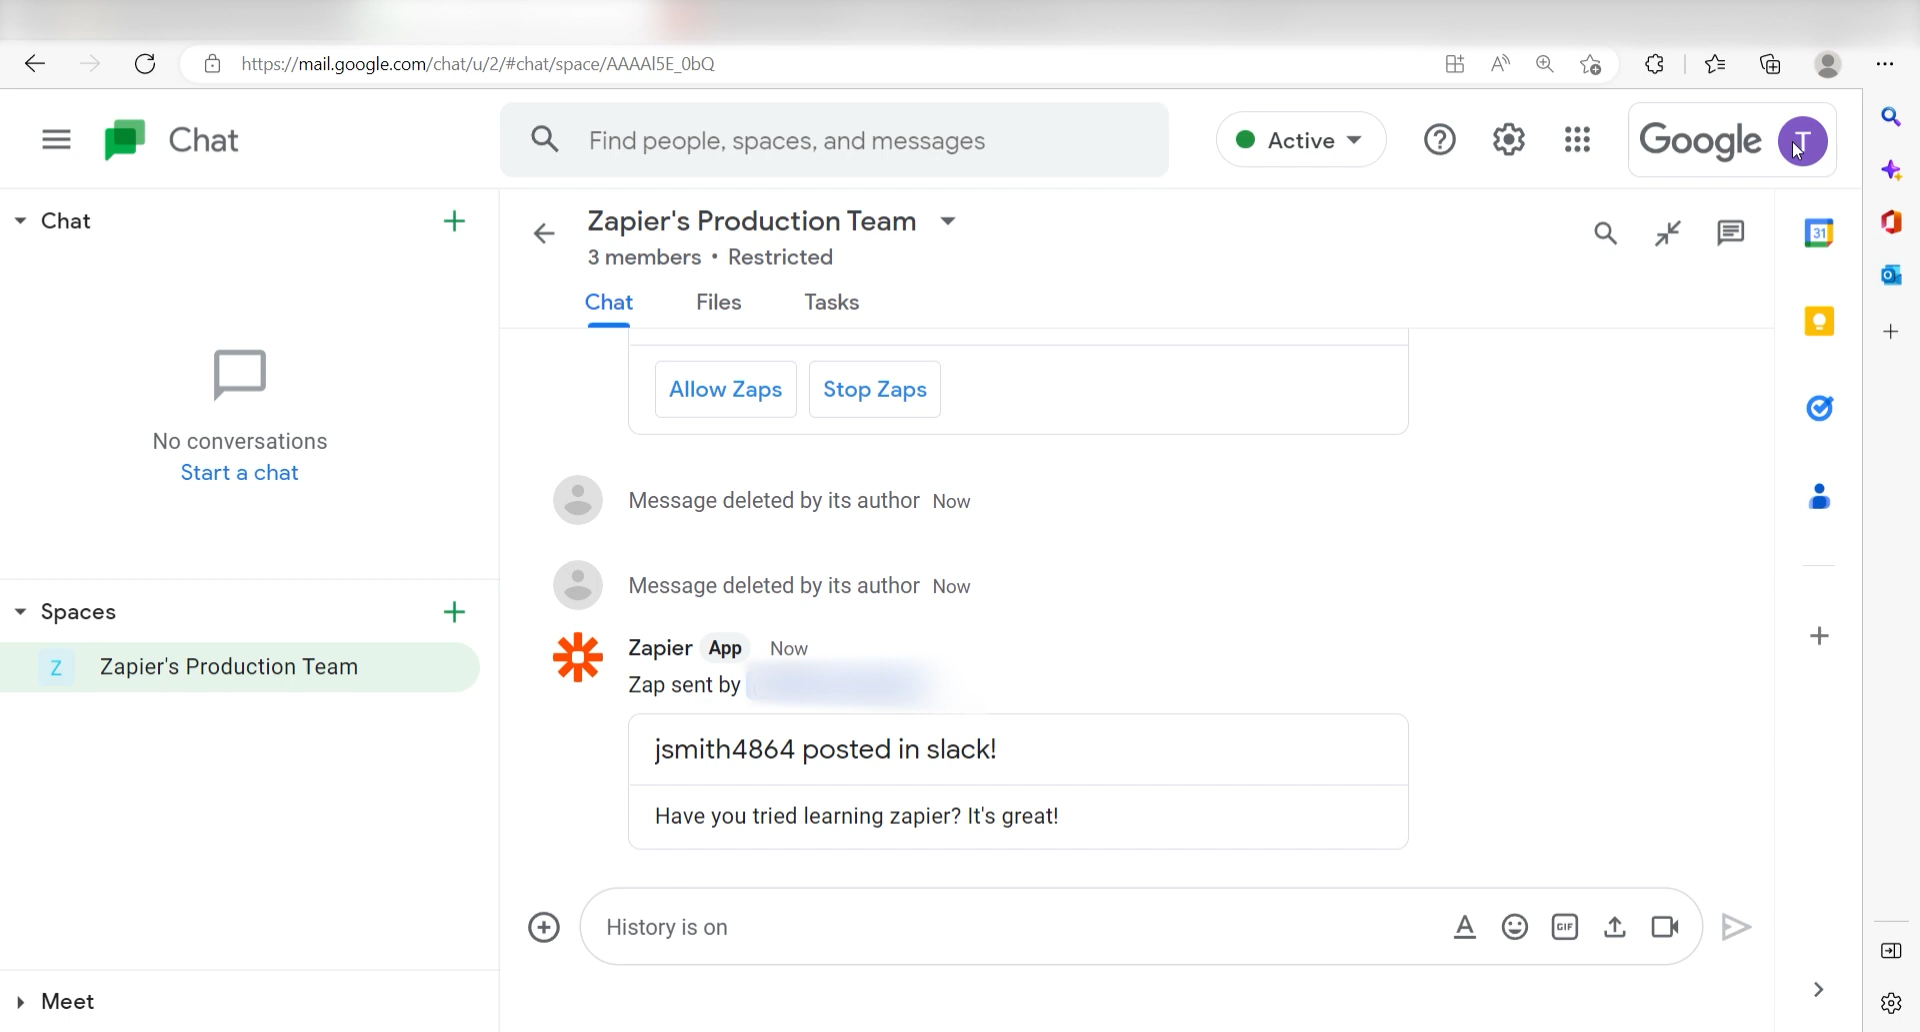 https://mail.google.com/chat/u/2/#chat/space/AAAAI5E_0bQ
Chat
Find people, spaces, and messages
Active
Google
T
Chat
No conversations
Start a chat
Spaces
Z
Zapier's Production Team
Meet
Zapier's Production Team
3 members • Restricted
Chat Files Tasks
Allow Zaps Stop Zaps
Message deleted by its author Now
Message deleted by its author Now
Zapier App Now
Zap sent by
jsmith4864 posted in slack!
Have you tried learning zapier? It's great!
History is on
GIF
31